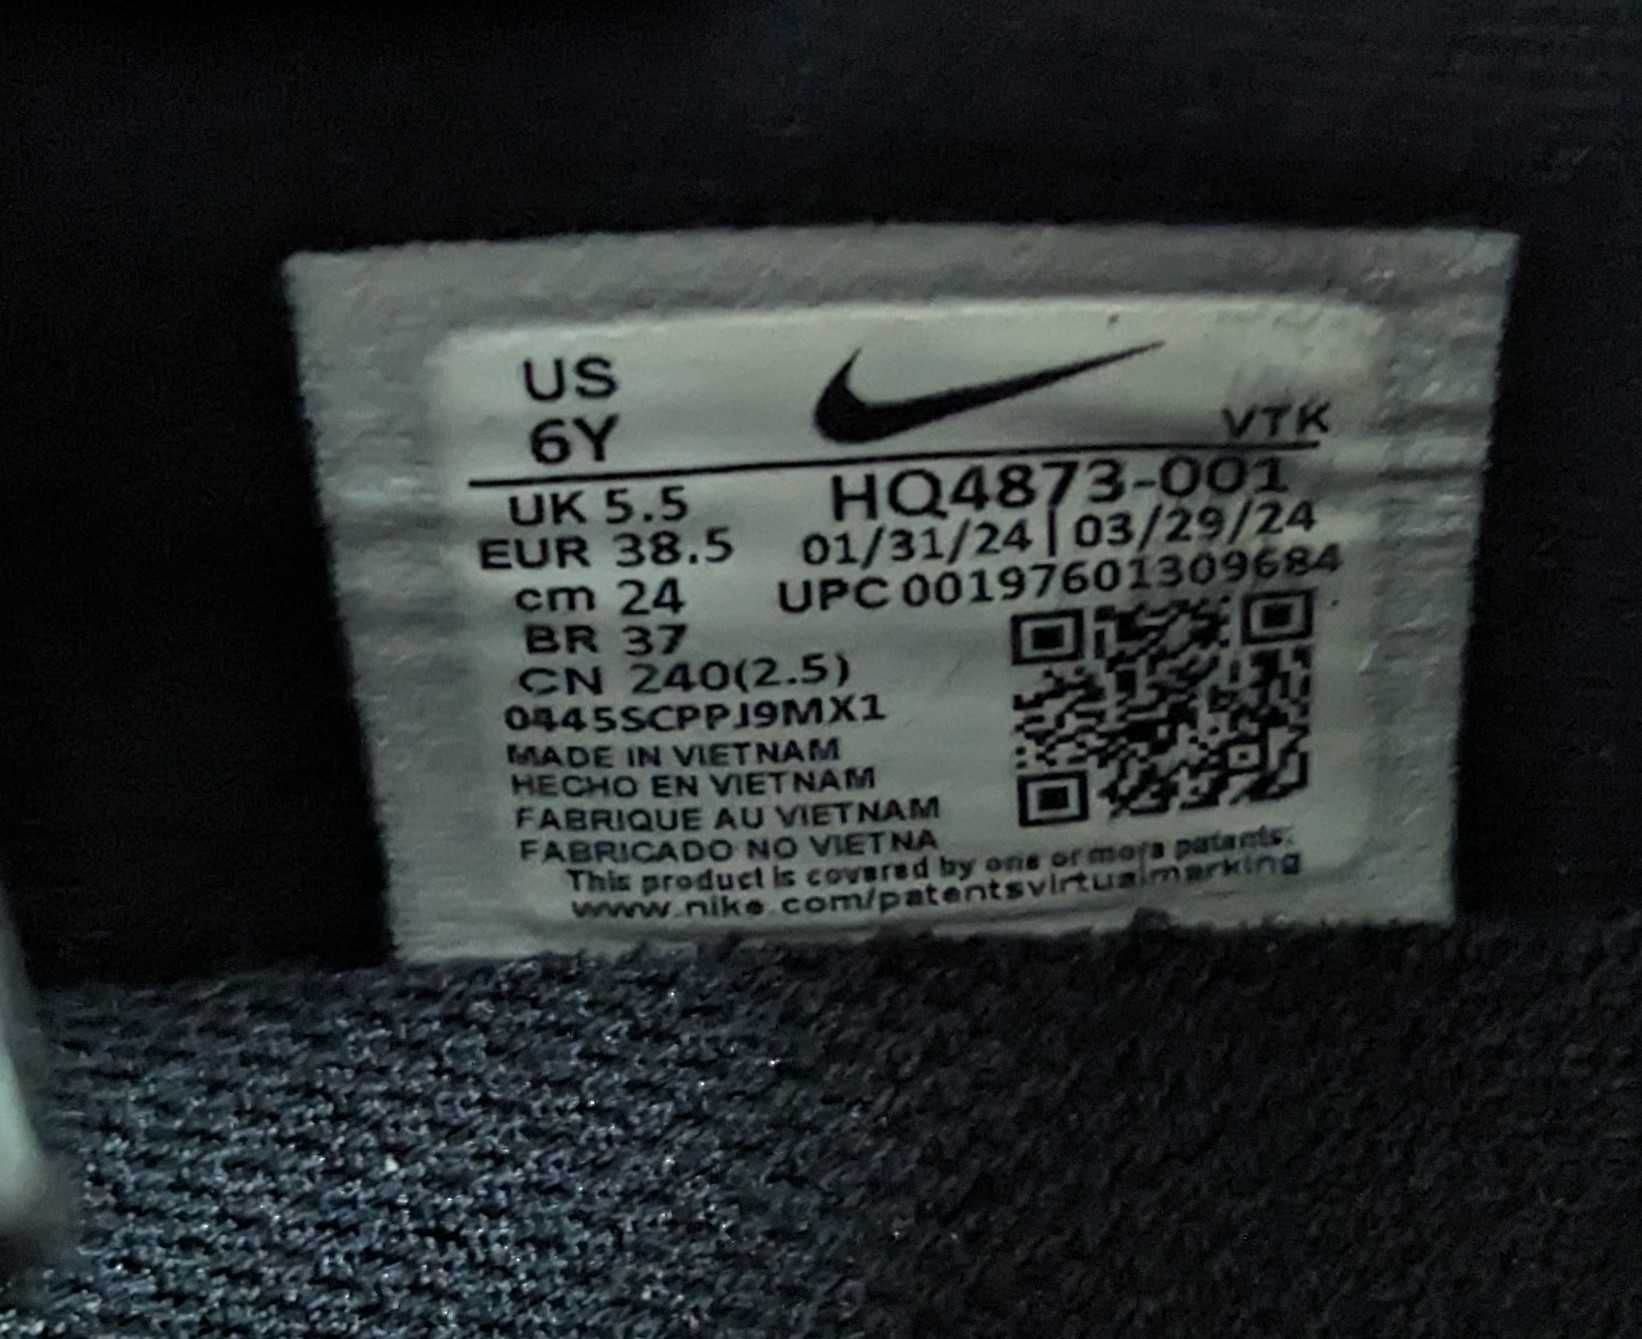 US
6Y
VTK
UK 5.5
HQ4873-001
EUR 38.5
01/31/24 | 03/29/24
cm 24
UPC 00197601309684
BR 37
CN 240(2.5)
0445SCPPJ9MX1
MADE IN VIETNAM
HECHO EN VIETNAM
FABRIQUE AU VIETNAM
FABRICADO NO VIETNA
This product is covered by one or more patents.
www.nike.com/patentsvirtualmarking